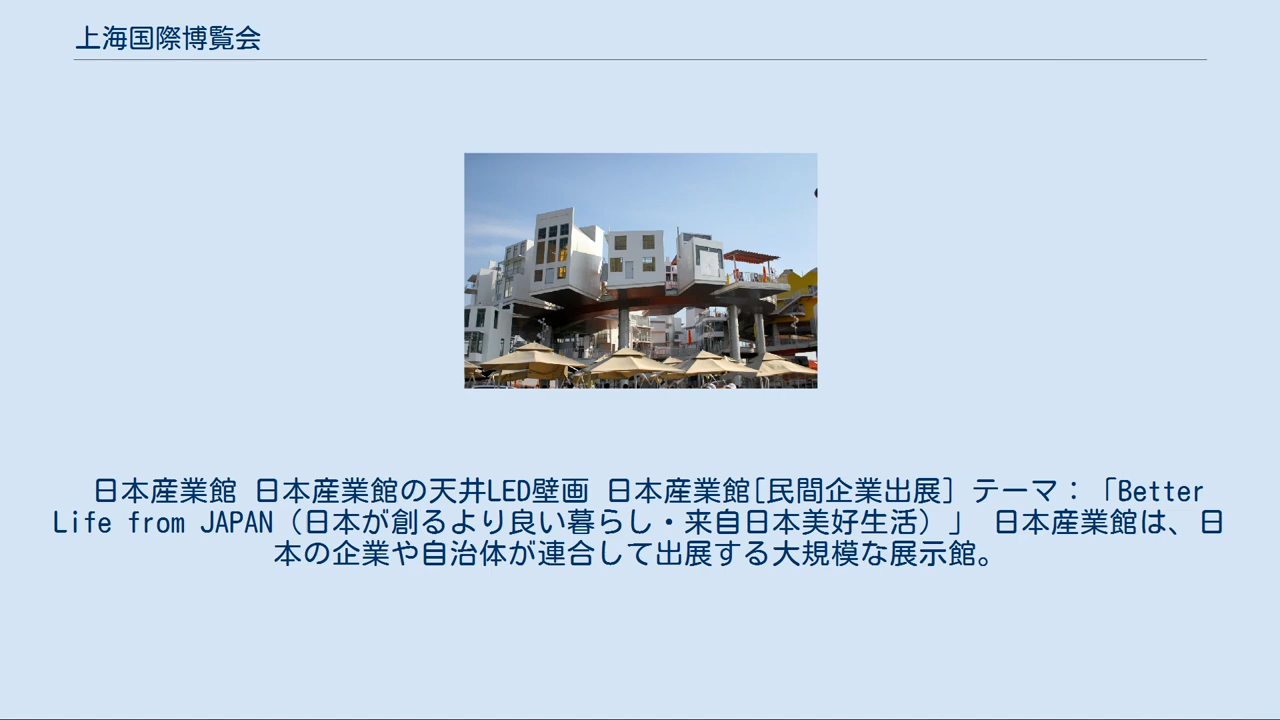 上海国際博覧会
日本産業館 日本産業館の天井LED壁画 日本産業館[民間企業出展] テーマ：「Better
Life from JAPAN（日本が創るより良い暮らし・来自日本美好生活）」 日本産業館は、日
本の企業や自治体が連合して出展する大規模な展示館。